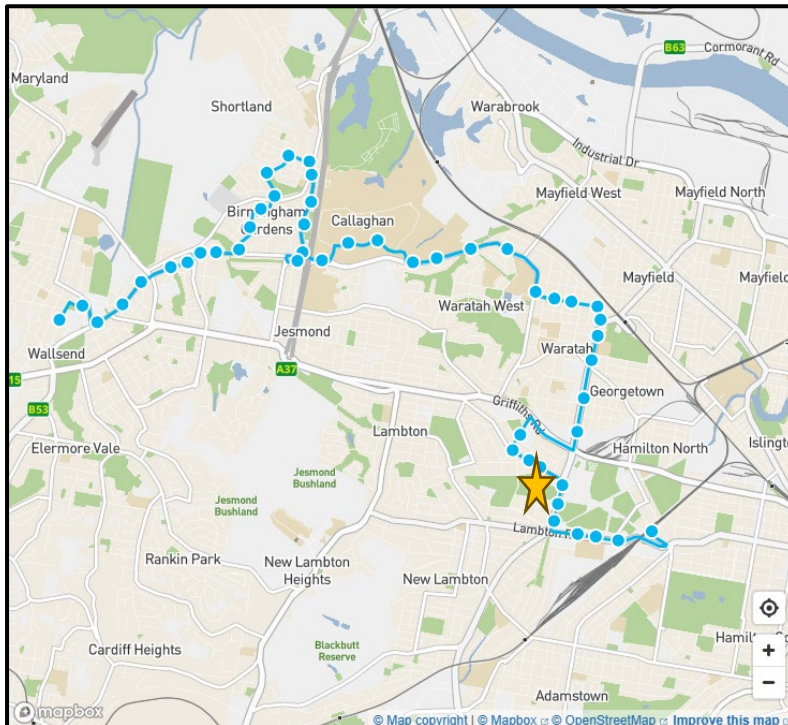 B63
Cormorant Rd
Maryland
Shortland
Warabrook
Industrial Dr
Mayfield West
Mayfield North
Birmingham
Gardens
Callaghan
Mayfield
Mayfield
Waratah West
Jesmond
Waratah
Wallsend
15
A37
B53
Georgetown
Griffiths Rd
Lambton
Hamilton North
Islingto
Elermore Vale
Jesmond
Bushland
Jesmond
Bushland
Lambton
Rankin Park
New Lambton
Heights
New Lambton
Blackbutt
Reserve
Cardiff Heights
Hamilton
Adamstown
+
−
mapbox
© Map copyright | © Mapbox © OpenStreetMap Improve this map